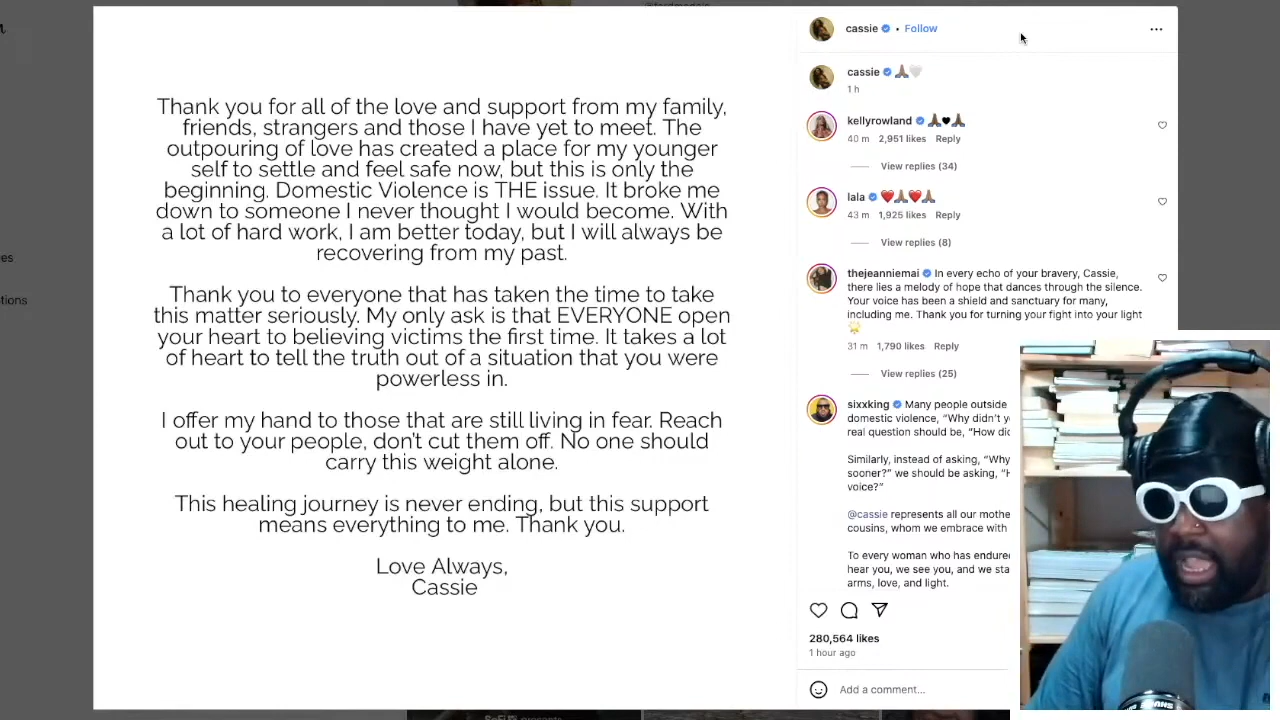 Thank you for all of the love and support from my family,
friends, strangers and those I have yet to meet. The
outpouring of love has created a place for my younger
self to settle and feel safe now, but this is only the
beginning. Domestic Violence is THE issue. It broke me
down to someone I never thought I would become. With
a lot of hard work, I am better today, but I will always be
recovering from my past.
Thank you to everyone that has taken the time to take
this matter seriously. My only ask is that EVERYONE open
your heart to believing victims the first time. It takes a lot
of heart to tell the truth out of a situation that you were
powerless in.
I offer my hand to those that are still living in fear. Reach
out to your people, don't cut them off. No one should
carry this weight alone.
This healing journey is never ending, but this support
means everything to me. Thank you.
Love Always,
Cassie
cassie • Follow
cassie 🙏🏽🤍
1 h
kellyrowland 🙏🏽🖤🙏🏽
40 m 2,951 likes Reply
View replies (34)
lala ❤️🙏🏽❤️🙏🏽
43 m 1,925 likes Reply
View replies (8)
thejeanniemai In every echo of your bravery, Cassie,
there lies a melody of hope that dances through the silence.
Your voice has been a shield and sanctuary for many,
including me. Thank you for turning your fight into your light
🌟
31 m 1,790 likes Reply
View replies (25)
sixxking Many people outside
domestic violence, "Why didn't y
real question should be, "How did
Similarly, instead of asking, "Why
sooner?" we should be asking, "H
voice?"
@cassie represents all our mothe
cousins, whom we embrace with
To every woman who has endured
hear you, we see you, and we sta
arms, love, and light.
280,564 likes
1 hour ago
Add a comment...
es
tions